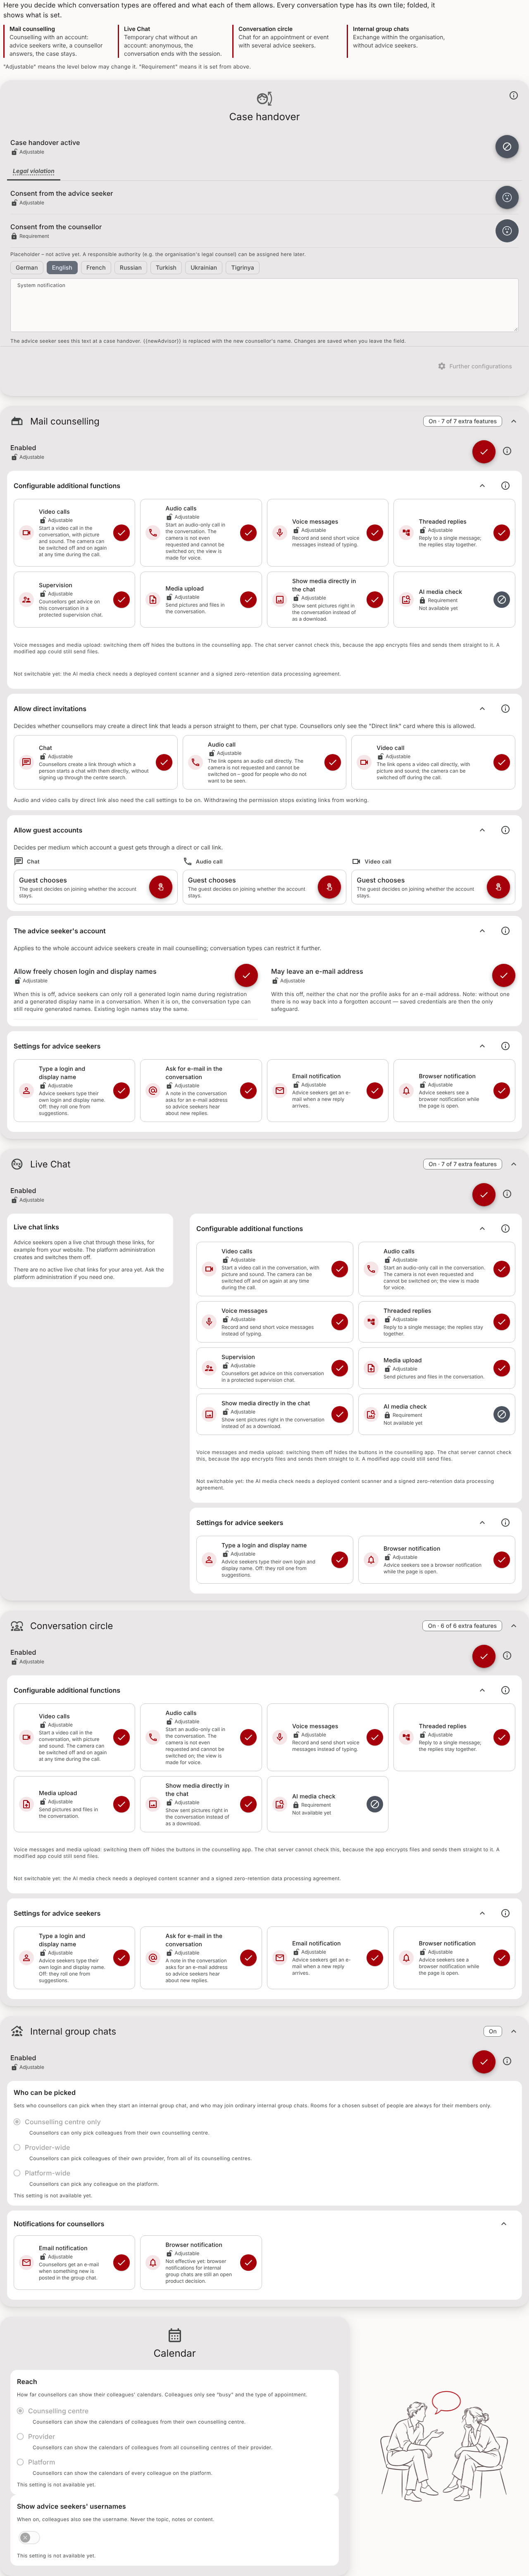 Here you decide which conversation types are offered and what each of them allows. Every conversation type has its own tile; folded, it
shows what is set.
Mail counselling
Counselling with an account:
advice seekers write, a counsellor
answers, the case stays.
Live Chat
Temporary chat without an
account: anonymous, the
conversation ends with the session.
Conversation circle
Chat for an appointment or event
with several advice seekers.
Internal group chats
Exchange within the organisation,
without advice seekers.
"Adjustable" means the level below may change it. "Requirement" means it is set from above.
Case handover
Case handover active
Adjustable
Legal violation
Consent from the advice seeker
Adjustable
Consent from the counsellor
Requirement
Placeholder – not active yet. A responsible authority (e.g. the organisation's legal counsel) can be assigned here later.
German
English
French
Russian
Turkish
Ukrainian
Tigrinya
System notification
The advice seeker sees this text at a case handover. {{newAdvisor}} is replaced with the new counsellor's name. Changes are saved when you leave the field.
Further configurations
Mail counselling
On · 7 of 7 extra features
Enabled
Adjustable
Configurable additional functions
Video calls
Adjustable
Start a video call in the
conversation, with picture
and sound. The camera can
be switched off and on again
at any time during the call.
Audio calls
Adjustable
Start an audio-only call in
the conversation. The
camera is not even
requested and cannot be
switched on; the view is
made for voice.
Voice messages
Adjustable
Record and send short voice
messages instead of typing.
Threaded replies
Adjustable
Reply to a single message;
the replies stay together.
Supervision
Adjustable
Counsellors get advice on
this conversation in a
protected supervision chat.
Media upload
Adjustable
Send pictures and files in
the conversation.
Show media directly in
the chat
Adjustable
Show sent pictures right in
the conversation instead of
as a download.
AI media check
Requirement
Not available yet
Voice messages and media upload: switching them off hides the buttons in the counselling app. The chat server cannot check this, because the app encrypts files and sends them straight to it. A
modified app could still send files.
Not switchable yet: the AI media check needs a deployed content scanner and a signed zero-retention data processing agreement.
Allow direct invitations
Decides whether counsellors may create a direct link that leads a person straight to them, per chat type. Counsellors only see the "Direct link" card where this is allowed.
Chat
Adjustable
Counsellors create a link through which a
person starts a chat with them directly, without
signing up through the centre search.
Audio call
Adjustable
The link opens an audio call directly. The
camera is not requested and cannot be
switched on – good for people who do not
want to be seen.
Video call
Adjustable
The link opens a video call directly, with
picture and sound; the camera can be
switched off during the call.
Audio and video calls by direct link also need the call settings to be on. Withdrawing the permission stops existing links from working.
Allow guest accounts
Decides per medium which account a guest gets through a direct or call link.
Chat
Guest chooses
The guest decides on joining whether the account
stays.
Audio call
Guest chooses
The guest decides on joining whether the account
stays.
Video call
Guest chooses
The guest decides on joining whether the account
stays.
The advice seeker's account
Applies to the whole account advice seekers create in mail counselling; conversation types can restrict it further.
Allow freely chosen login and display names
Adjustable
When this is off, advice seekers can only roll a generated login name during registration
and a generated display name in a conversation. When it is on, the conversation type can
still require generated names. Existing login names stay the same.
May leave an e-mail address
Adjustable
With this off, neither the chat nor the profile asks for an e-mail address. Note: without one
there is no way back into a forgotten account — saved credentials are then the only
safeguard.
Settings for advice seekers
Type a login and
display name
Adjustable
Advice seekers type their
own login and display name.
Off: they roll one from
suggestions.
Ask for e-mail in the
conversation
Adjustable
A note in the conversation
asks for an e-mail address
so advice seekers hear
about new replies.
Email notification
Adjustable
Advice seekers get an e-
mail when a new reply
arrives.
Browser notification
Adjustable
Advice seekers see a
browser notification while
the page is open.
Live Chat
On · 7 of 7 extra features
Enabled
Adjustable
Live chat links
Advice seekers open a live chat through these links, for
example from your website. The platform administration
creates and switches them off.
There are no active live chat links for your area yet. Ask the
platform administration if you need one.
Configurable additional functions
Video calls
Adjustable
Start a video call in the conversation, with
picture and sound. The camera can be
switched off and on again at any time
during the call.
Audio calls
Adjustable
Start an audio-only call in the conversation.
The camera is not even requested and
cannot be switched on; the view is made
for voice.
Voice messages
Adjustable
Record and send short voice messages
instead of typing.
Threaded replies
Adjustable
Reply to a single message; the replies stay
together.
Supervision
Adjustable
Counsellors get advice on this conversation
in a protected supervision chat.
Media upload
Adjustable
Send pictures and files in the conversation.
Show media directly in the chat
Adjustable
Show sent pictures right in the conversation
instead of as a download.
AI media check
Requirement
Not available yet
Voice messages and media upload: switching them off hides the buttons in the counselling app. The chat server cannot check
this, because the app encrypts files and sends them straight to it. A modified app could still send files.
Not switchable yet: the AI media check needs a deployed content scanner and a signed zero-retention data processing
agreement.
Settings for advice seekers
Type a login and display name
Adjustable
Advice seekers type their own login and
display name. Off: they roll one from
suggestions.
Browser notification
Adjustable
Advice seekers see a browser notification
while the page is open.
Conversation circle
On · 6 of 6 extra features
Enabled
Adjustable
Configurable additional functions
Video calls
Adjustable
Start a video call in the
conversation, with picture
and sound. The camera can
be switched off and on again
at any time during the call.
Audio calls
Adjustable
Start an audio-only call in
the conversation. The
camera is not even
requested and cannot be
switched on; the view is
made for voice.
Voice messages
Adjustable
Record and send short voice
messages instead of typing.
Threaded replies
Adjustable
Reply to a single message;
the replies stay together.
Media upload
Adjustable
Send pictures and files in
the conversation.
Show media directly in
the chat
Adjustable
Show sent pictures right in
the conversation instead of
as a download.
AI media check
Requirement
Not available yet
Voice messages and media upload: switching them off hides the buttons in the counselling app. The chat server cannot check this, because the app encrypts files and sends them straight to it. A
modified app could still send files.
Not switchable yet: the AI media check needs a deployed content scanner and a signed zero-retention data processing agreement.
Settings for advice seekers
Type a login and
display name
Adjustable
Advice seekers type their
own login and display name.
Off: they roll one from
suggestions.
Ask for e-mail in the
conversation
Adjustable
A note in the conversation
asks for an e-mail address
so advice seekers hear
about new replies.
Email notification
Adjustable
Advice seekers get an e-
mail when a new reply
arrives.
Browser notification
Adjustable
Advice seekers see a
browser notification while
the page is open.
Internal group chats
On
Enabled
Adjustable
Who can be picked
Sets who counsellors can pick when they start an internal group chat, and who may join ordinary internal group chats. Rooms for a chosen subset of people are always for their members only.
Counselling centre only
Counsellors can only pick colleagues from their own counselling centre.
Provider-wide
Counsellors can pick colleagues of their own provider, from all of its counselling centres.
Platform-wide
Counsellors can pick any colleague on the platform.
This setting is not available yet.
Notifications for counsellors
Email notification
Adjustable
Counsellors get an e-mail
when something new is
posted in the group chat.
Browser notification
Adjustable
Not effective yet: browser
notifications for internal
group chats are still an open
product decision.
Calendar
Reach
How far counsellors can show their colleagues' calendars. Colleagues only see "busy" and the type of appointment.
Counselling centre
Counsellors can show the calendars of colleagues from their own counselling centre.
Provider
Counsellors can show the calendars of colleagues from all counselling centres of their provider.
Platform
Counsellors can show the calendars of every colleague on the platform.
This setting is not available yet.
Show advice seekers' usernames
When on, colleagues also see the username. Never the topic, notes or content.
This setting is not available yet.